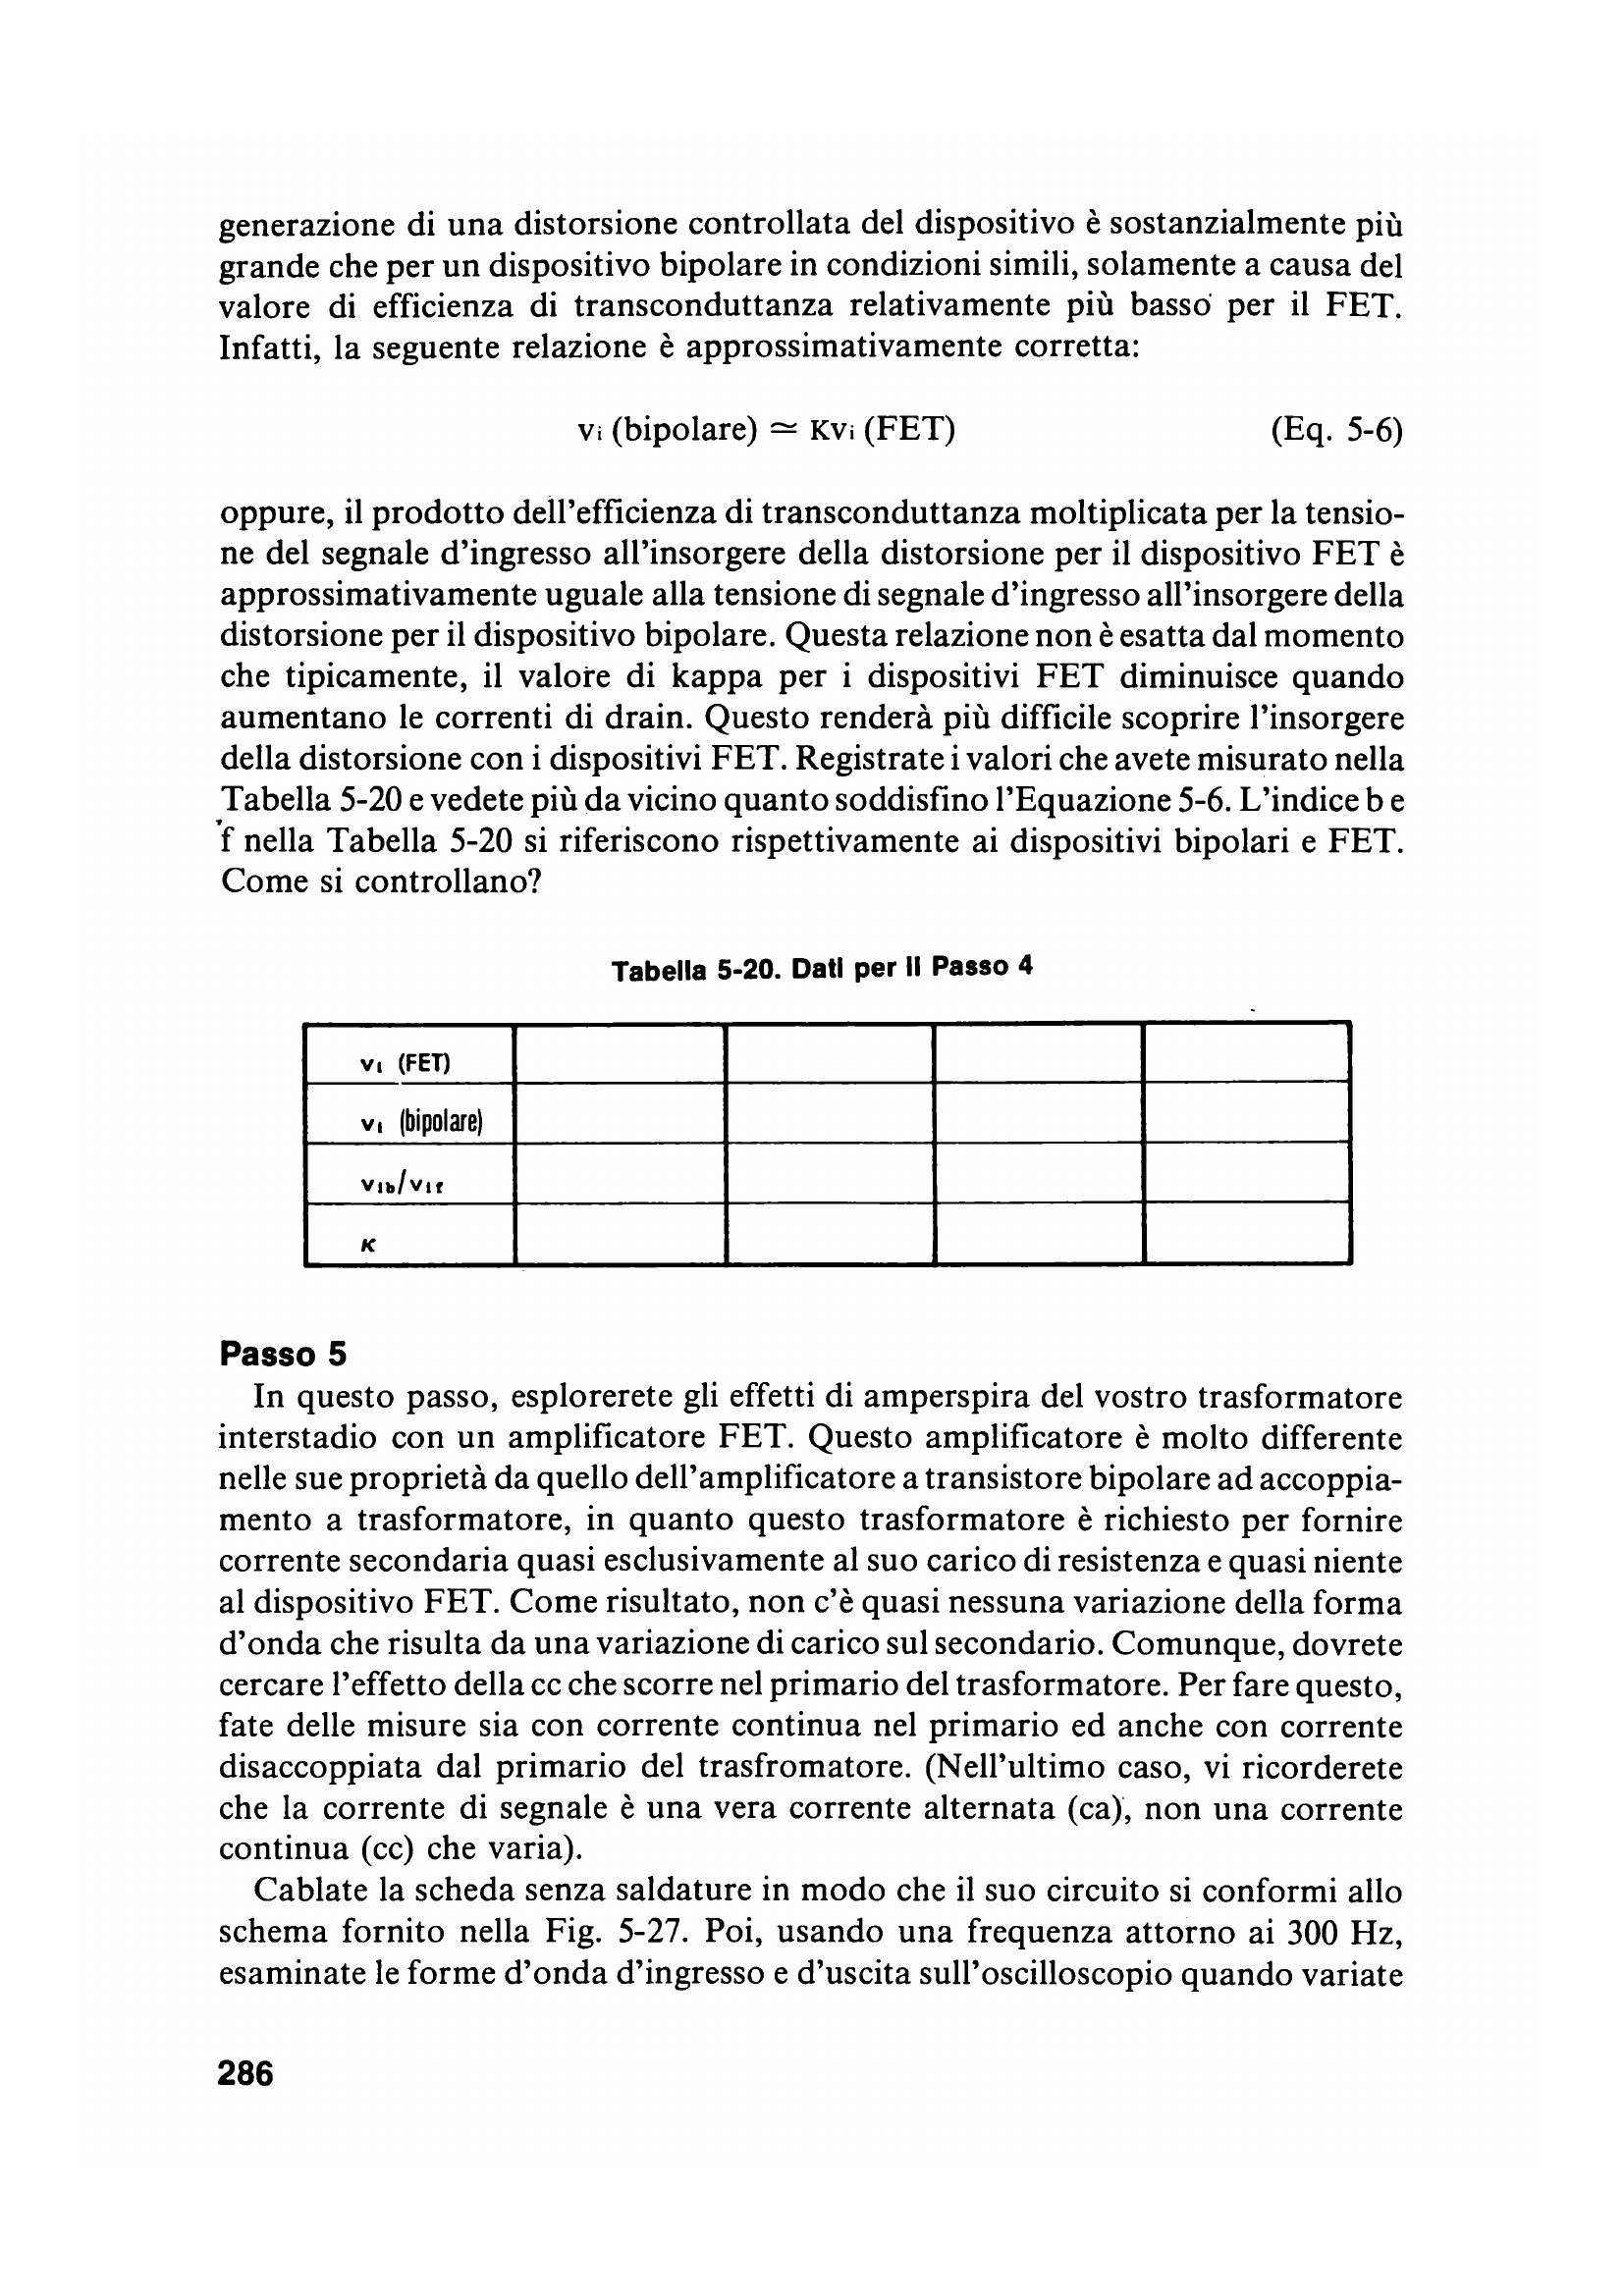 generazione di una distorsione controllata del dispositivo è sostanzialmente più
grande che per un dispositivo bipolare in condizioni simili, solamente a causa del
valore di efficienza di transconduttanza relativamente più basso per il FET.
Infatti, la seguente relazione è approssimativamente corretta:
vi (bipolare) ≃ κvi (FET) (Eq. 5-6)
oppure, il prodotto dell'efficienza di transconduttanza moltiplicata per la tensio-
ne del segnale d'ingresso all'insorgere della distorsione per il dispositivo FET è
approssimativamente uguale alla tensione di segnale d'ingresso all'insorgere della
distorsione per il dispositivo bipolare. Questa relazione non è esatta dal momento
che tipicamente, il valore di kappa per i dispositivi FET diminuisce quando
aumentano le correnti di drain. Questo renderà più difficile scoprire l'insorgere
della distorsione con i dispositivi FET. Registrate i valori che avete misurato nella
Tabella 5-20 e vedete più da vicino quanto soddisfino l'Equazione 5-6. L'indice b e
f nella Tabella 5-20 si riferiscono rispettivamente ai dispositivi bipolari e FET.
Come si controllano?
Tabella 5-20. Dati per il Passo 4
vi (FET)
vi (bipolare)
vib/vif
κ
Passo 5
In questo passo, esplorerete gli effetti di amperspira del vostro trasformatore
interstadio con un amplificatore FET. Questo amplificatore è molto differente
nelle sue proprietà da quello dell'amplificatore a transistore bipolare ad accoppia-
mento a trasformatore, in quanto questo trasformatore è richiesto per fornire
corrente secondaria quasi esclusivamente al suo carico di resistenza e quasi niente
al dispositivo FET. Come risultato, non c'è quasi nessuna variazione della forma
d'onda che risulta da una variazione di carico sul secondario. Comunque, dovrete
cercare l'effetto della cc che scorre nel primario del trasformatore. Per fare questo,
fate delle misure sia con corrente continua nel primario ed anche con corrente
disaccoppiata dal primario del trasfromatore. (Nell'ultimo caso, vi ricorderete
che la corrente di segnale è una vera corrente alternata (ca), non una corrente
continua (cc) che varia).
Cablate la scheda senza saldature in modo che il suo circuito si conformi allo
schema fornito nella Fig. 5-27. Poi, usando una frequenza attorno ai 300 Hz,
esaminate le forme d'onda d'ingresso e d'uscita sull'oscilloscopio quando variate
286